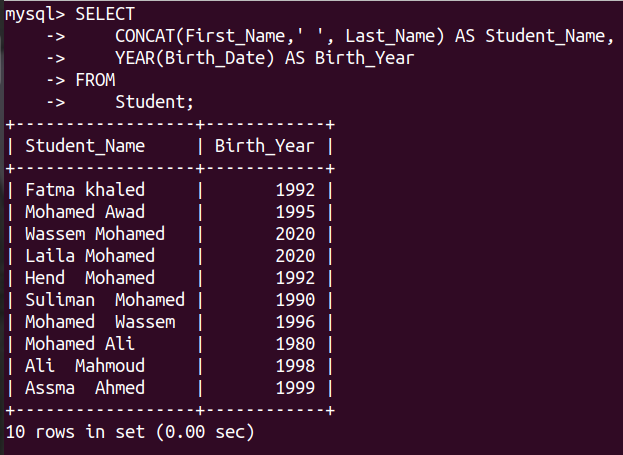 mysql> SELECT
    ->     CONCAT(First_Name,' ', Last_Name) AS Student_Name,
    ->     YEAR(Birth_Date) AS Birth_Year
    -> FROM
    ->     Student;
+------------------+------------+
| Student_Name     | Birth_Year |
+------------------+------------+
| Fatma khaled     |       1992 |
| Mohamed Awad     |       1995 |
| Wassem Mohamed   |       2020 |
| Laila Mohamed    |       2020 |
| Hend  Mohamed    |       1992 |
| Suliman  Mohamed |       1990 |
| Mohamed  Wassem  |       1996 |
| Mohamed Ali      |       1980 |
| Ali  Mahmoud     |       1998 |
| Assma  Ahmed     |       1999 |
+------------------+------------+
10 rows in set (0.00 sec)